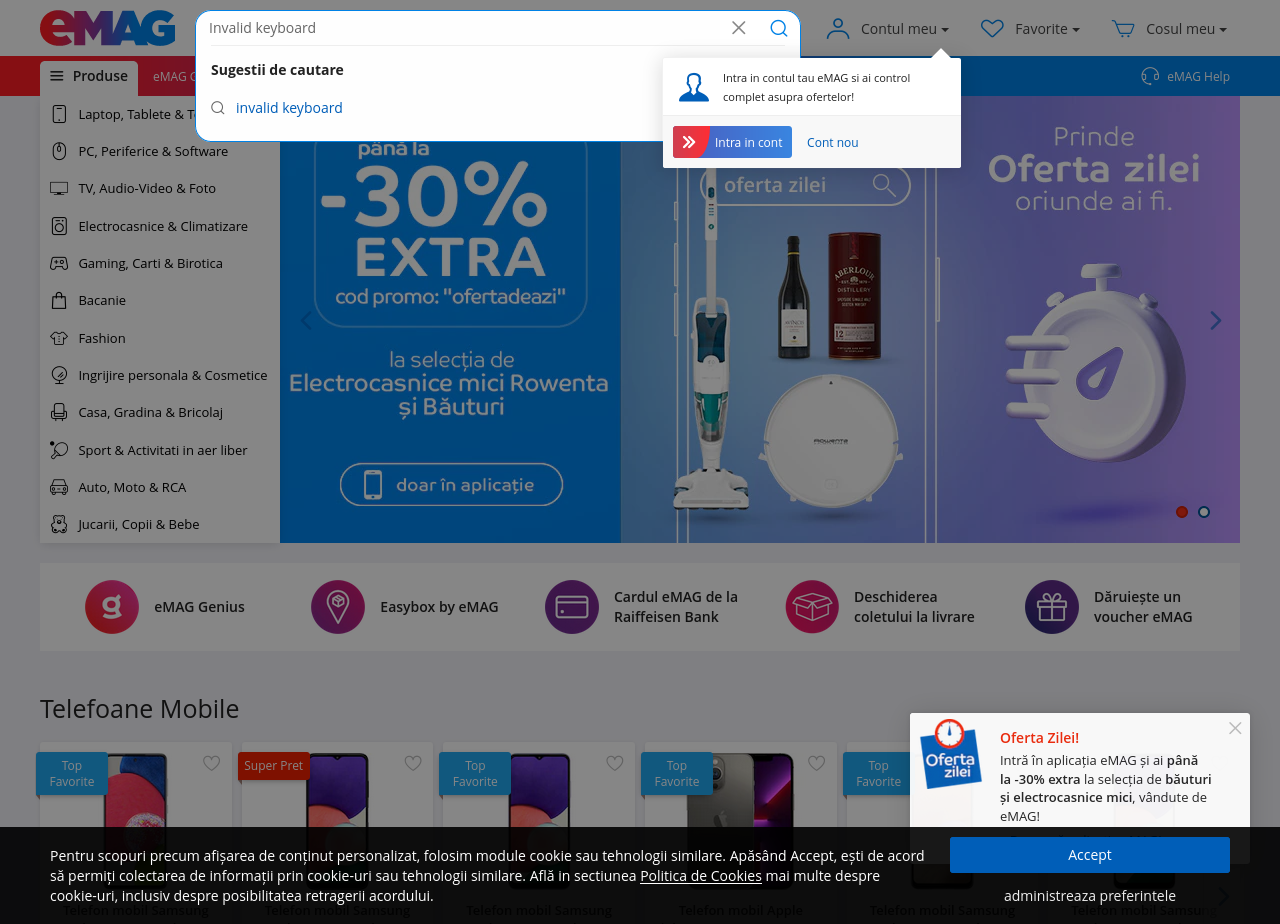 eMAG
Invalid keyboard
Contul meu
Favorite
Cosul meu
Sugestii de cautare
invalid keyboard
Produse
eMAG G
eMAG Help
Intra in contul tau eMAG si ai control
complet asupra ofertelor!
Intra in cont
Cont nou
Laptop, Tablete & T
PC, Periferice & Software
TV, Audio-Video & Foto
Electrocasnice & Climatizare
Gaming, Carti & Birotica
Bacanie
Fashion
Ingrijire personala & Cosmetice
Casa, Gradina & Bricolaj
Sport & Activitati in aer liber
Auto, Moto & RCA
Jucarii, Copii & Bebe
până la
-30%
EXTRA
cod promo: "ofertadeazi"
la selecția de
Electrocasnice mici Rowenta
și Băuturi
doar în aplicație
oferta zilei
ABERLOUR
DISTILLERY
ROWENTA
Prinde
Oferta zilei
oriunde ai fi.
eMAG Genius
Easybox by eMAG
Cardul eMAG de la
Raiffeisen Bank
Deschiderea
coletului la livrare
Dăruiește un
voucher eMAG
Telefoane Mobile
Top
Favorite
Super Pret
Top
Favorite
Top
Favorite
Top
Favorite
Oferta
zilei
Oferta Zilei!
Intră în aplicația eMAG și ai până
la -30% extra la selecția de băuturi
și electrocasnice mici, vândute de
eMAG!
Pentru scopuri precum afișarea de conținut personalizat, folosim module cookie sau tehnologii similare. Apăsând Accept, ești de acord
să permiți colectarea de informații prin cookie-uri sau tehnologii similare. Află in sectiunea Politica de Cookies mai multe despre
cookie-uri, inclusiv despre posibilitatea retragerii acordului.
Accept
administreaza preferintele
Telefon mobil Samsung
Telefon mobil Samsung
Telefon mobil Samsung
Telefon mobil Apple
Telefon mobil Samsung
Telefon mobil Samsung